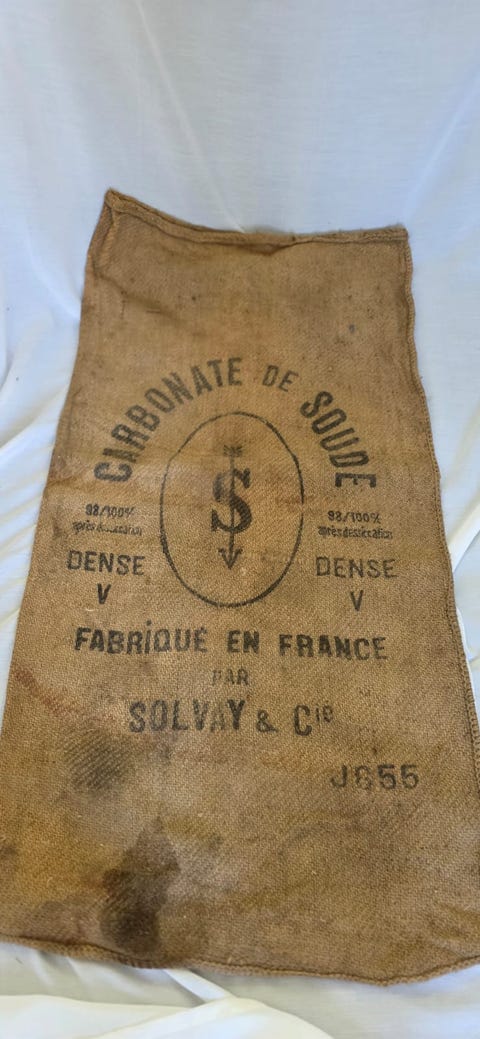 CARBONATE DE SOUDE
S
98/100%
après dessiccation
DENSE
V
98/100%
après dessiccation
DENSE
V
FABRIQUÉ EN FRANCE
PAR
SOLVAY & Cie
J655